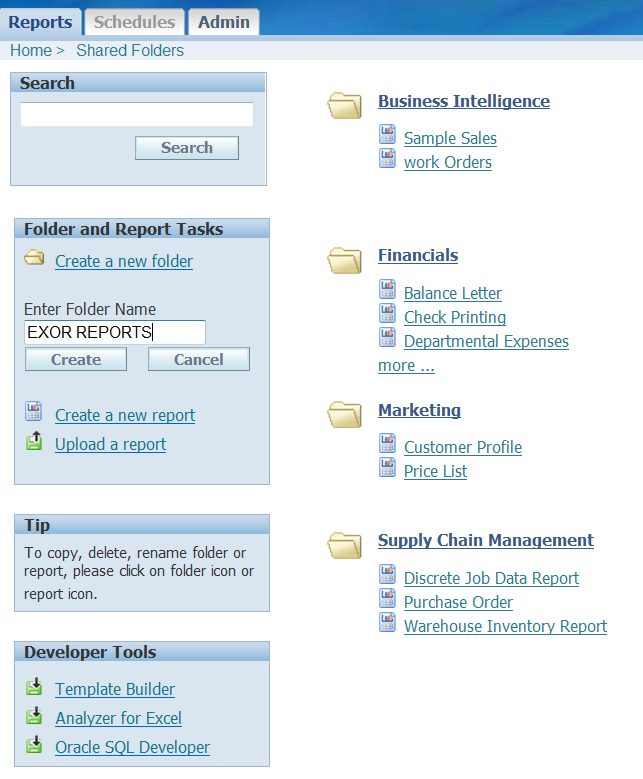 Reports Schedules Admin
Home > Shared Folders
Search
Search
Folder and Report Tasks
Create a new folder
Enter Folder Name
EXOR REPORTS
Create Cancel
Create a new report
Upload a report
Tip
To copy, delete, rename folder or
report, please click on folder icon or
report icon.
Developer Tools
Template Builder
Analyzer for Excel
Oracle SQL Developer
Business Intelligence
Sample Sales
work Orders
Financials
Balance Letter
Check Printing
Departmental Expenses
more ...
Marketing
Customer Profile
Price List
Supply Chain Management
Discrete Job Data Report
Purchase Order
Warehouse Inventory Report